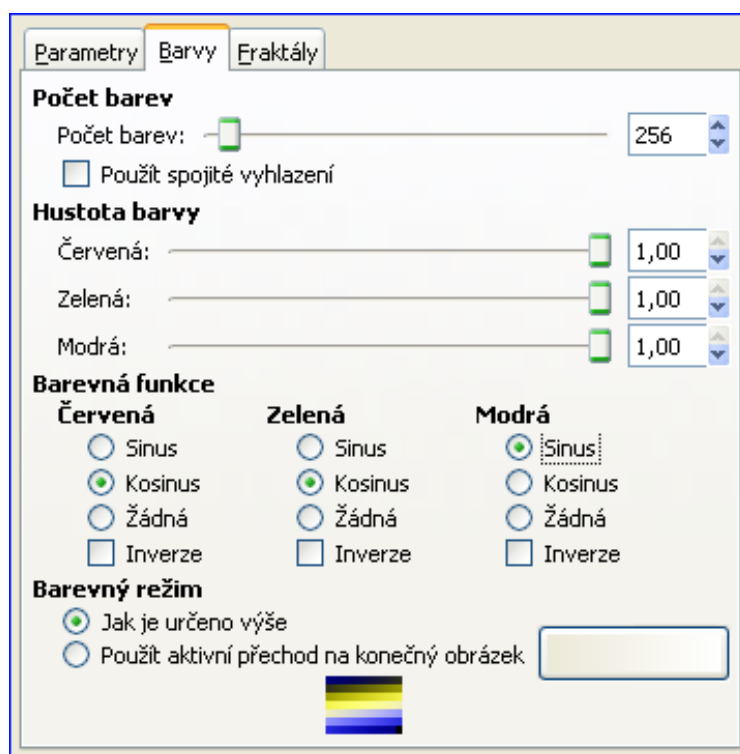 Parametry Barvy Fraktály
Počet barev
Počet barev: 256
Použít spojité vyhlazení
Hustota barvy
Červená: 1,00
Zelená: 1,00
Modrá: 1,00
Barevná funkce
Červená Zelená Modrá
Sinus Sinus Sinus
Kosinus Kosinus Kosinus
Žádná Žádná Žádná
Inverze Inverze Inverze
Barevný režim
Jak je určeno výše
Použít aktivní přechod na konečný obrázek